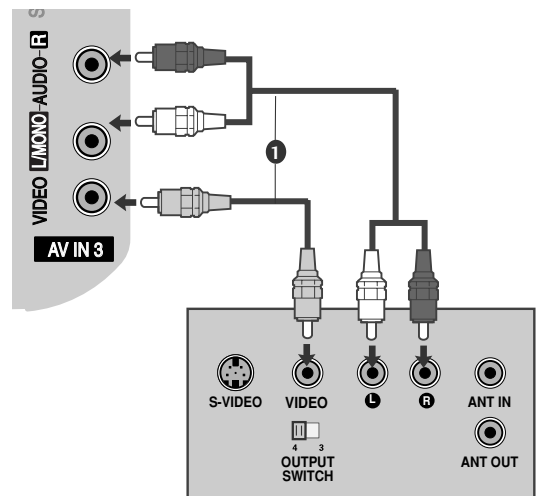 S
VIDEO L/MONO-AUDIO-R
AV IN 3
1
S-VIDEO VIDEO L R ANT IN
4 3
OUTPUT
SWITCH
ANT OUT